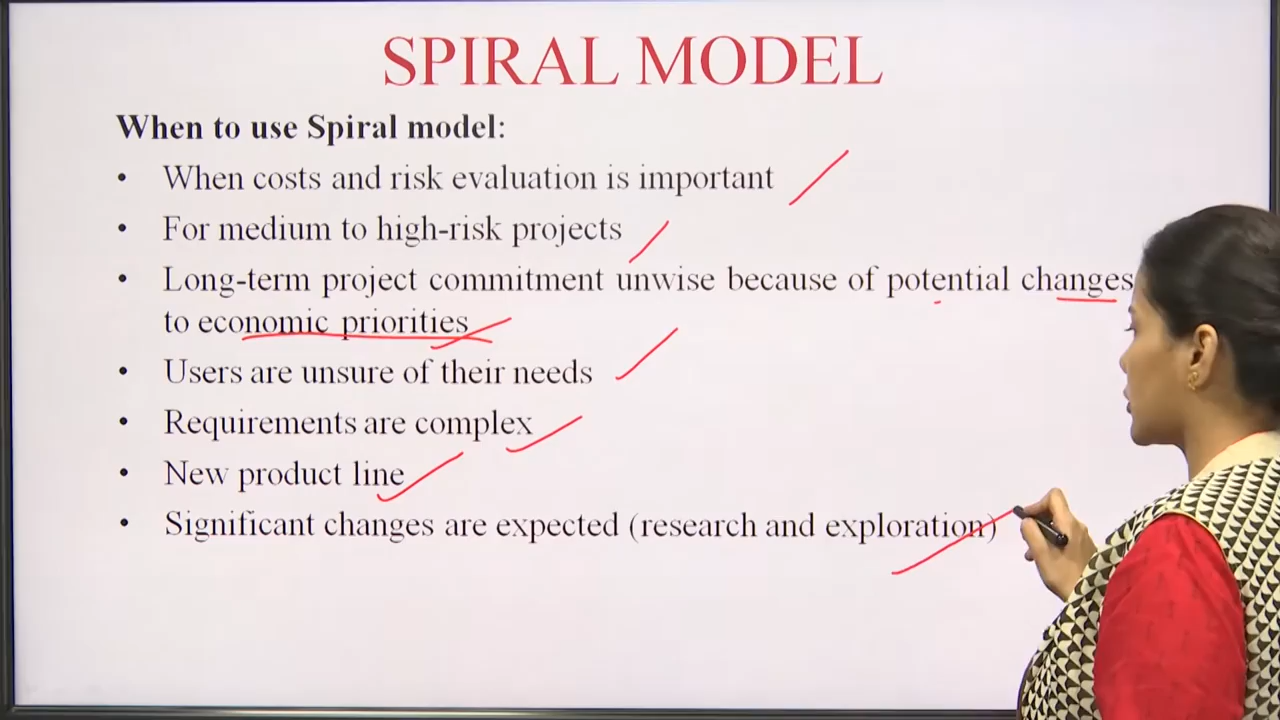 SPIRAL MODEL
When to use Spiral model:
• When costs and risk evaluation is important
• For medium to high-risk projects
• Long-term project commitment unwise because of potential changes
to economic priorities
• Users are unsure of their needs
• Requirements are complex
• New product line
• Significant changes are expected (research and exploration)